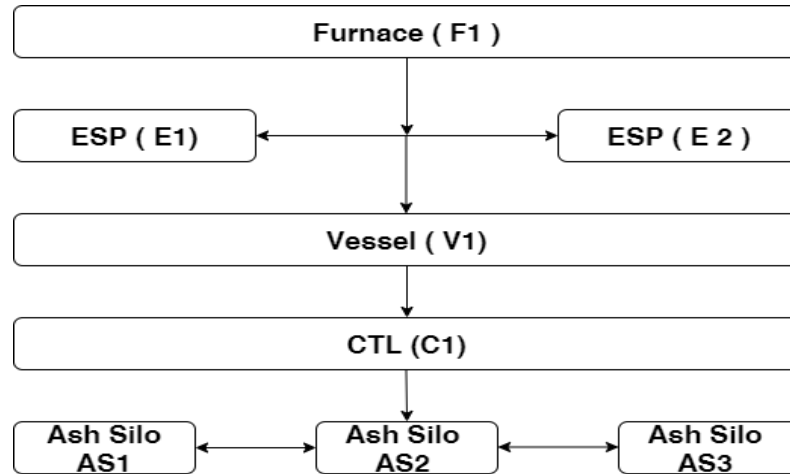 Furnace ( F1 )
ESP ( E1)
ESP ( E 2 )
Vessel ( V1)
CTL (C1)
Ash Silo
AS1
Ash Silo
AS2
Ash Silo
AS3